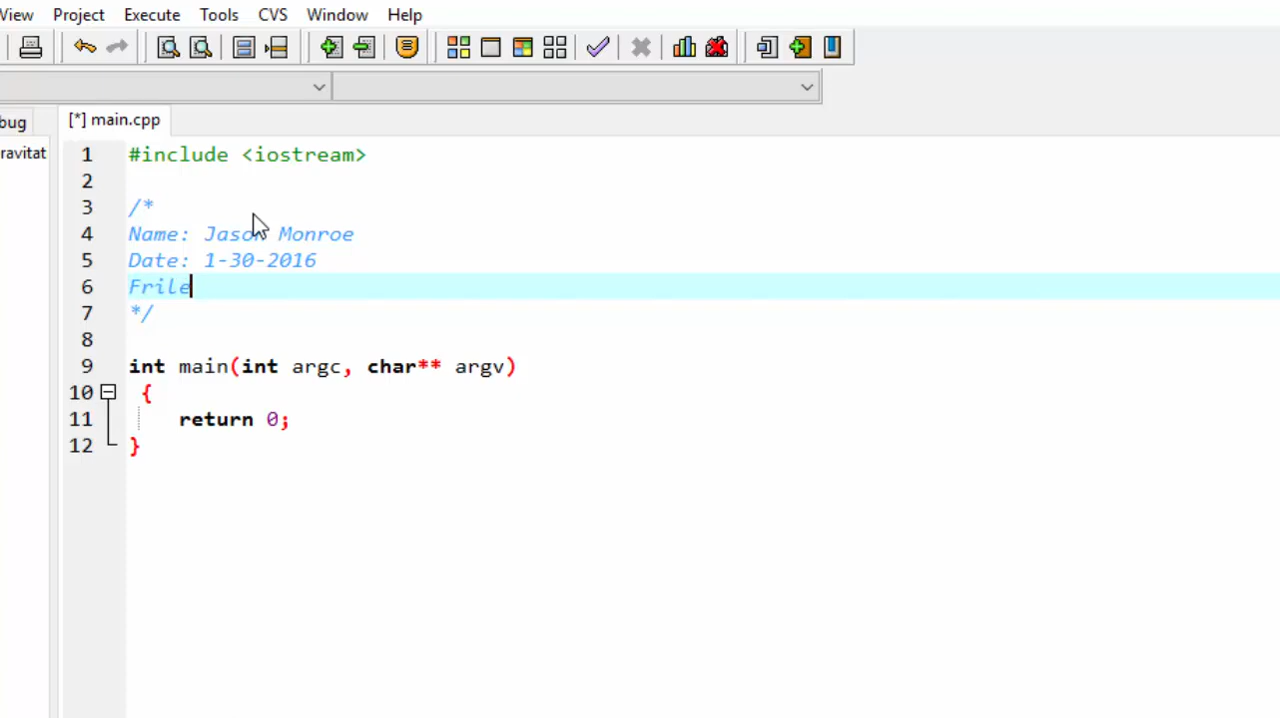 View Project Execute Tools CVS Window Help
bug [*] main.cpp
ravitat
1 #include <iostream>
2
3 /*
4 Name: Jason Monroe
5 Date: 1-30-2016
6 Frile
7 */
8
9 int main(int argc, char** argv)
10 {
11 return 0;
12 }